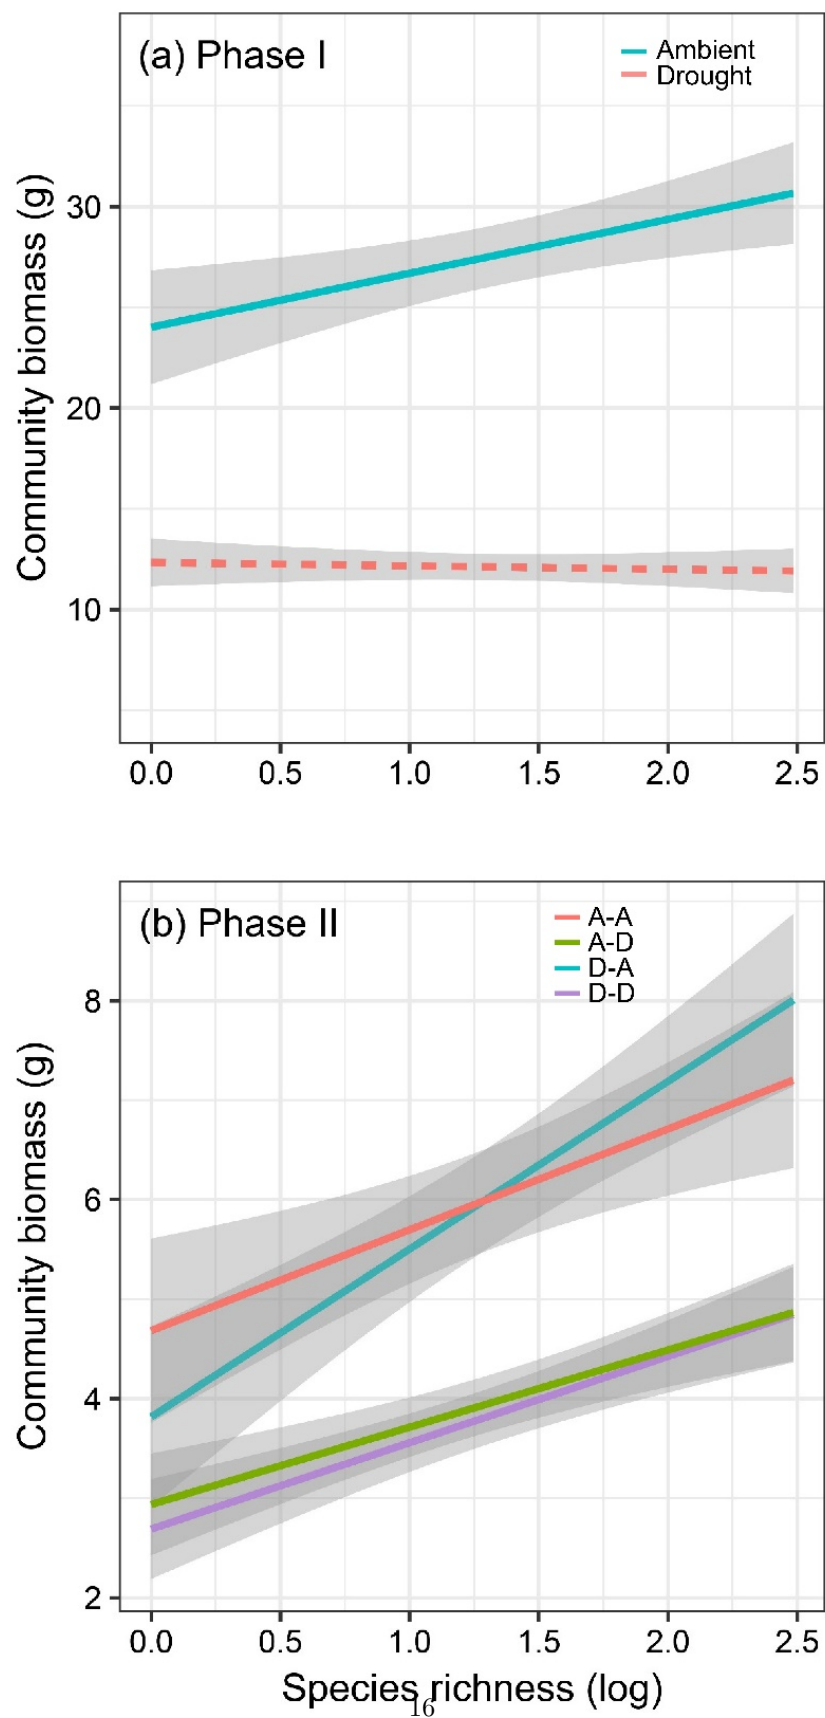 (a) Phase I
Ambient
Drought
Community biomass (g)
30
20
10
0.0 0.5 1.0 1.5 2.0 2.5
(b) Phase II
A-A
A-D
D-A
D-D
Community biomass (g)
8
6
4
2
0.0 0.5 1.0 1.5 2.0 2.5
Species richness (log)
16